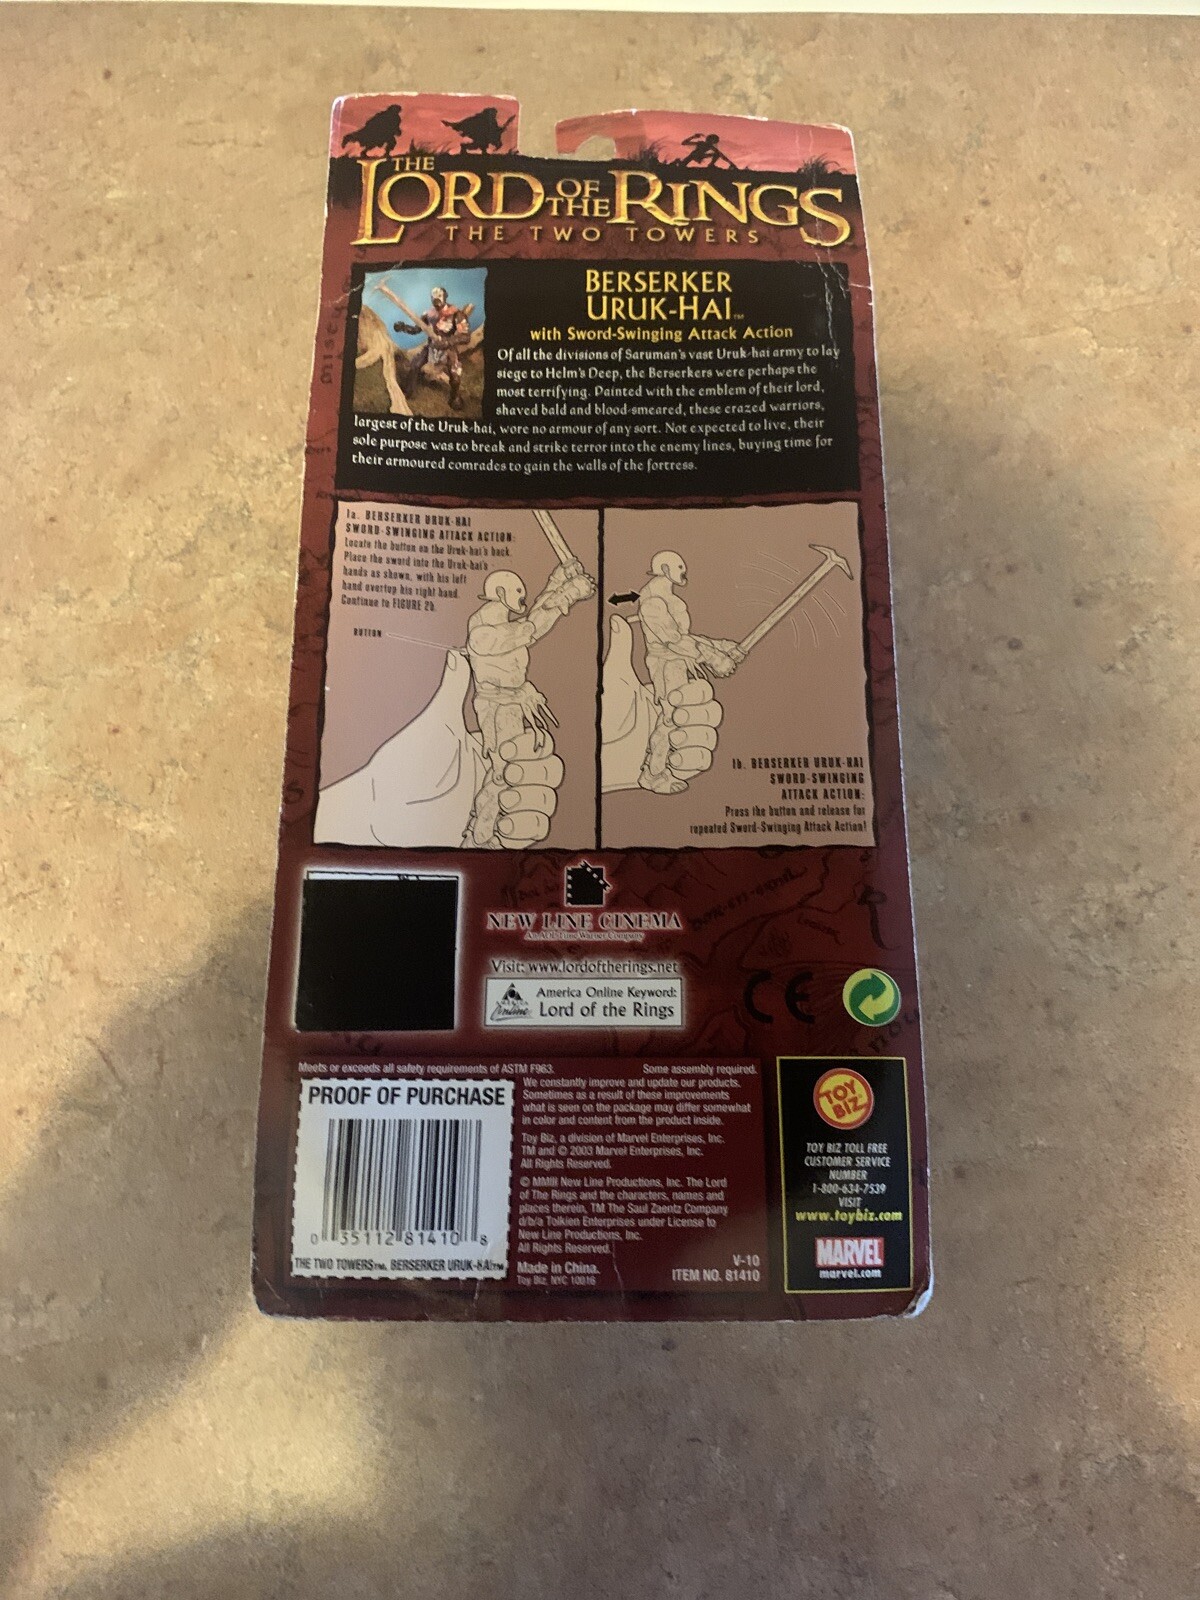 THE
LORD OF THE RINGS
THE TWO TOWERS
BERSERKER
URUK-HAI™
with Sword-Swinging Attack Action
Of all the divisions of Saruman's vast Uruk-hai army to lay
siege to Helm's Deep, the Berserkers were perhaps the
most terrifying. Painted with the emblem of their lord,
shaved bald and blood-smeared, these crazed warriors,
largest of the Uruk-hai, wore no armour of any sort. Not expected to live, their
sole purpose was to break and strike terror into the enemy lines, buying time for
their armoured comrades to gain the walls of the fortress.
1a. BERSERKER URUK-HAI
SWORD-SWINGING ATTACK ACTION:
Locate the button on the Uruk-hai's back.
Place the sword into the Uruk-hai's
hands as shown, with his left
hand overtop his right hand.
Continue to FIGURE 2b.
BUTTON
1b. BERSERKER URUK-HAI
SWORD-SWINGING
ATTACK ACTION:
Press the button and release for
repeated Sword-Swinging Attack Action!
NEW LINE CINEMA
An AOL Time Warner Company
Visit: www.lordoftherings.net
AMERICA
Online
America Online Keyword:
Lord of the Rings
CE
Meets or exceeds all safety requirements of ASTM F963.
Some assembly required.
PROOF OF PURCHASE
0 35112 81410 8
THE TWO TOWERS™, BERSERKER URUK-HAI™
We constantly improve and update our products.
Sometimes as a result of these improvements
what is seen on the package may differ somewhat
in color and content from the product inside.
Toy Biz, a division of Marvel Enterprises, Inc.
TM and © 2003 Marvel Enterprises, Inc.
All Rights Reserved.
© MMIII New Line Productions, Inc. The Lord
of The Rings and the characters, names and
places therein, TM The Saul Zaentz Company
d/b/a Tolkien Enterprises under License to
New Line Productions, Inc.
All Rights Reserved.
Made in China.
Toy Biz, NYC 10016
V-10
ITEM NO. 81410
TOY BIZ
TOY BIZ TOLL FREE
CUSTOMER SERVICE
NUMBER
1-800-634-7539
VISIT
www.toybiz.com
MARVEL
marvel.com